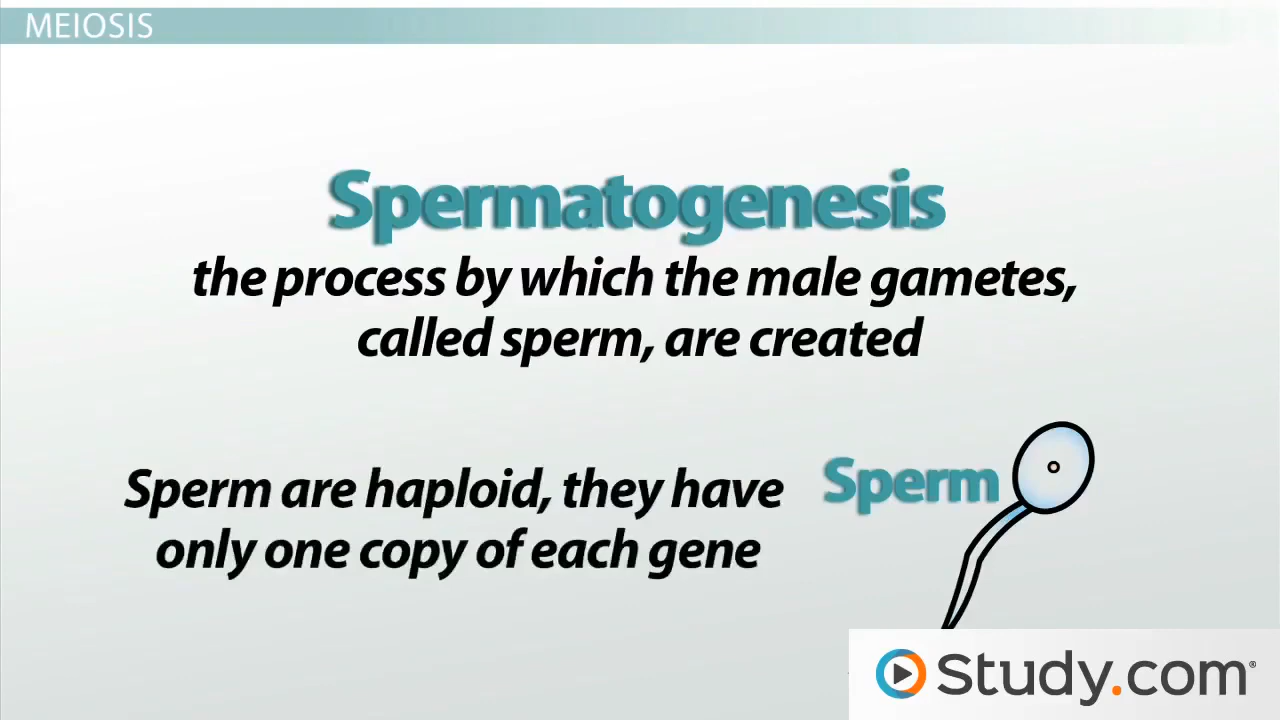 MEIOSIS
Spermatogenesis
the process by which the male gametes,
called sperm, are created
Sperm are haploid, they have
only one copy of each gene
Sperm
Study.com®